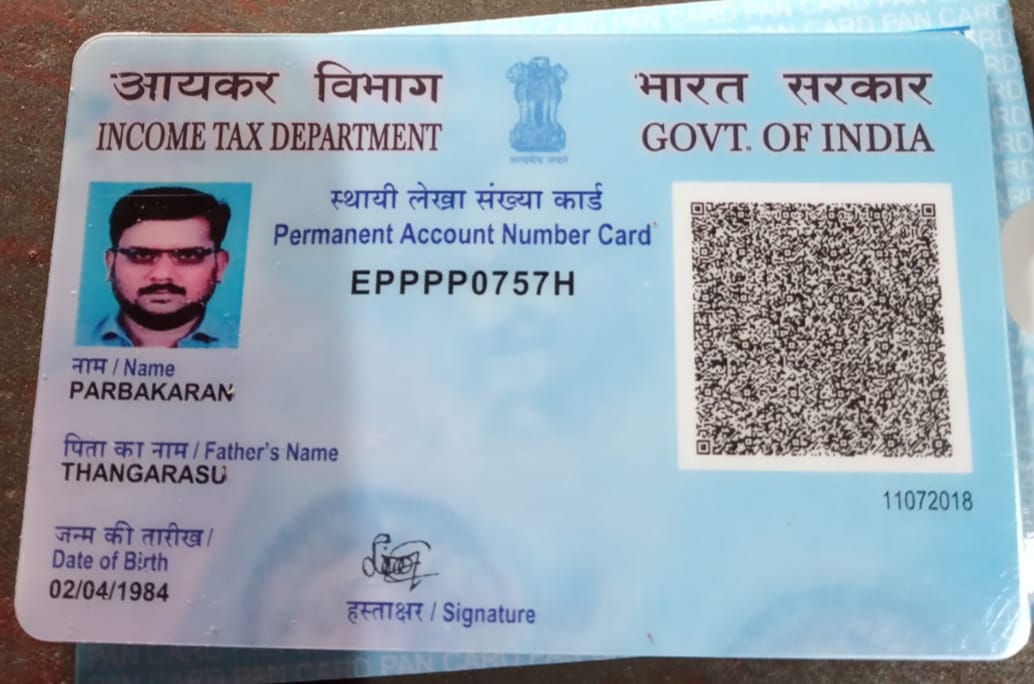 आयकर विभाग
INCOME TAX DEPARTMENT
सत्यमेव जयते
भारत सरकार
GOVT. OF INDIA
स्थायी लेखा संख्या कार्ड
Permanent Account Number Card
EPPPP0757H
नाम / Name
PARBAKARAN
पिता का नाम / Father's Name
THANGARASU
11072018
जन्म की तारीख /
Date of Birth
02/04/1984
हस्ताक्षर / Signature
PAN CARD PAN CARD PAN CARD